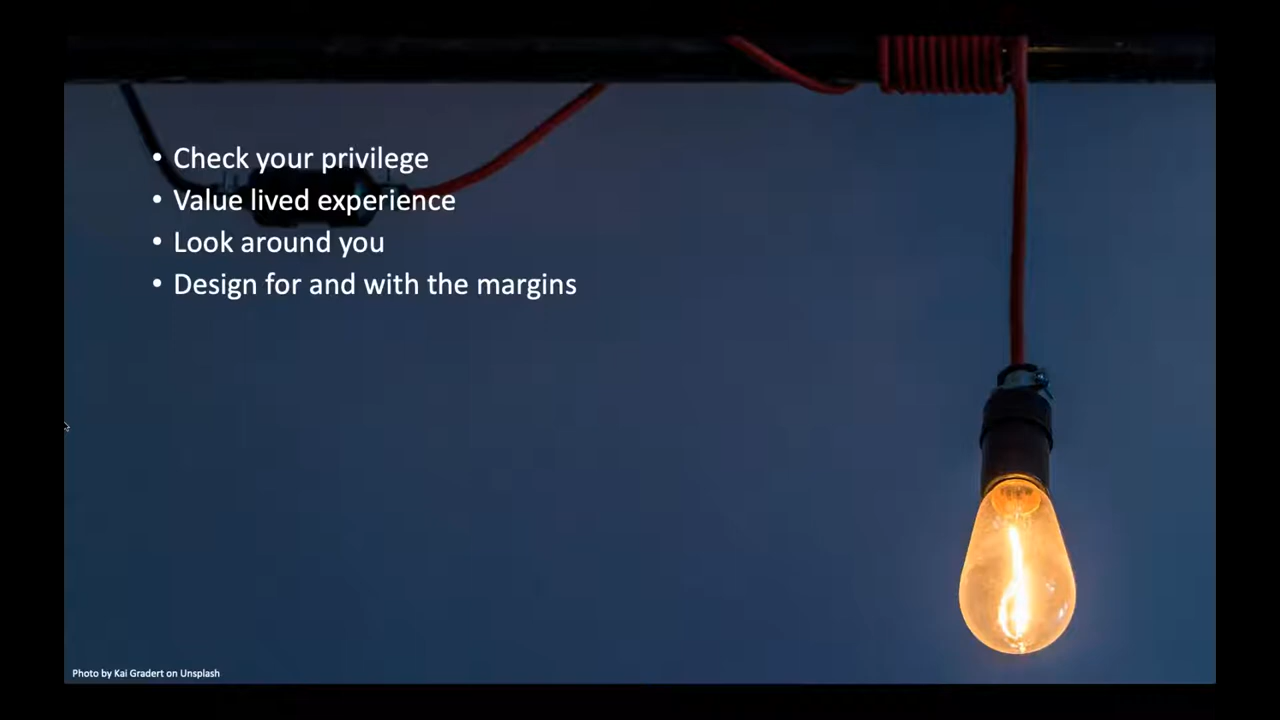 • Check your privilege
• Value lived experience
• Look around you
• Design for and with the margins
Photo by Kai Gradert on Unsplash